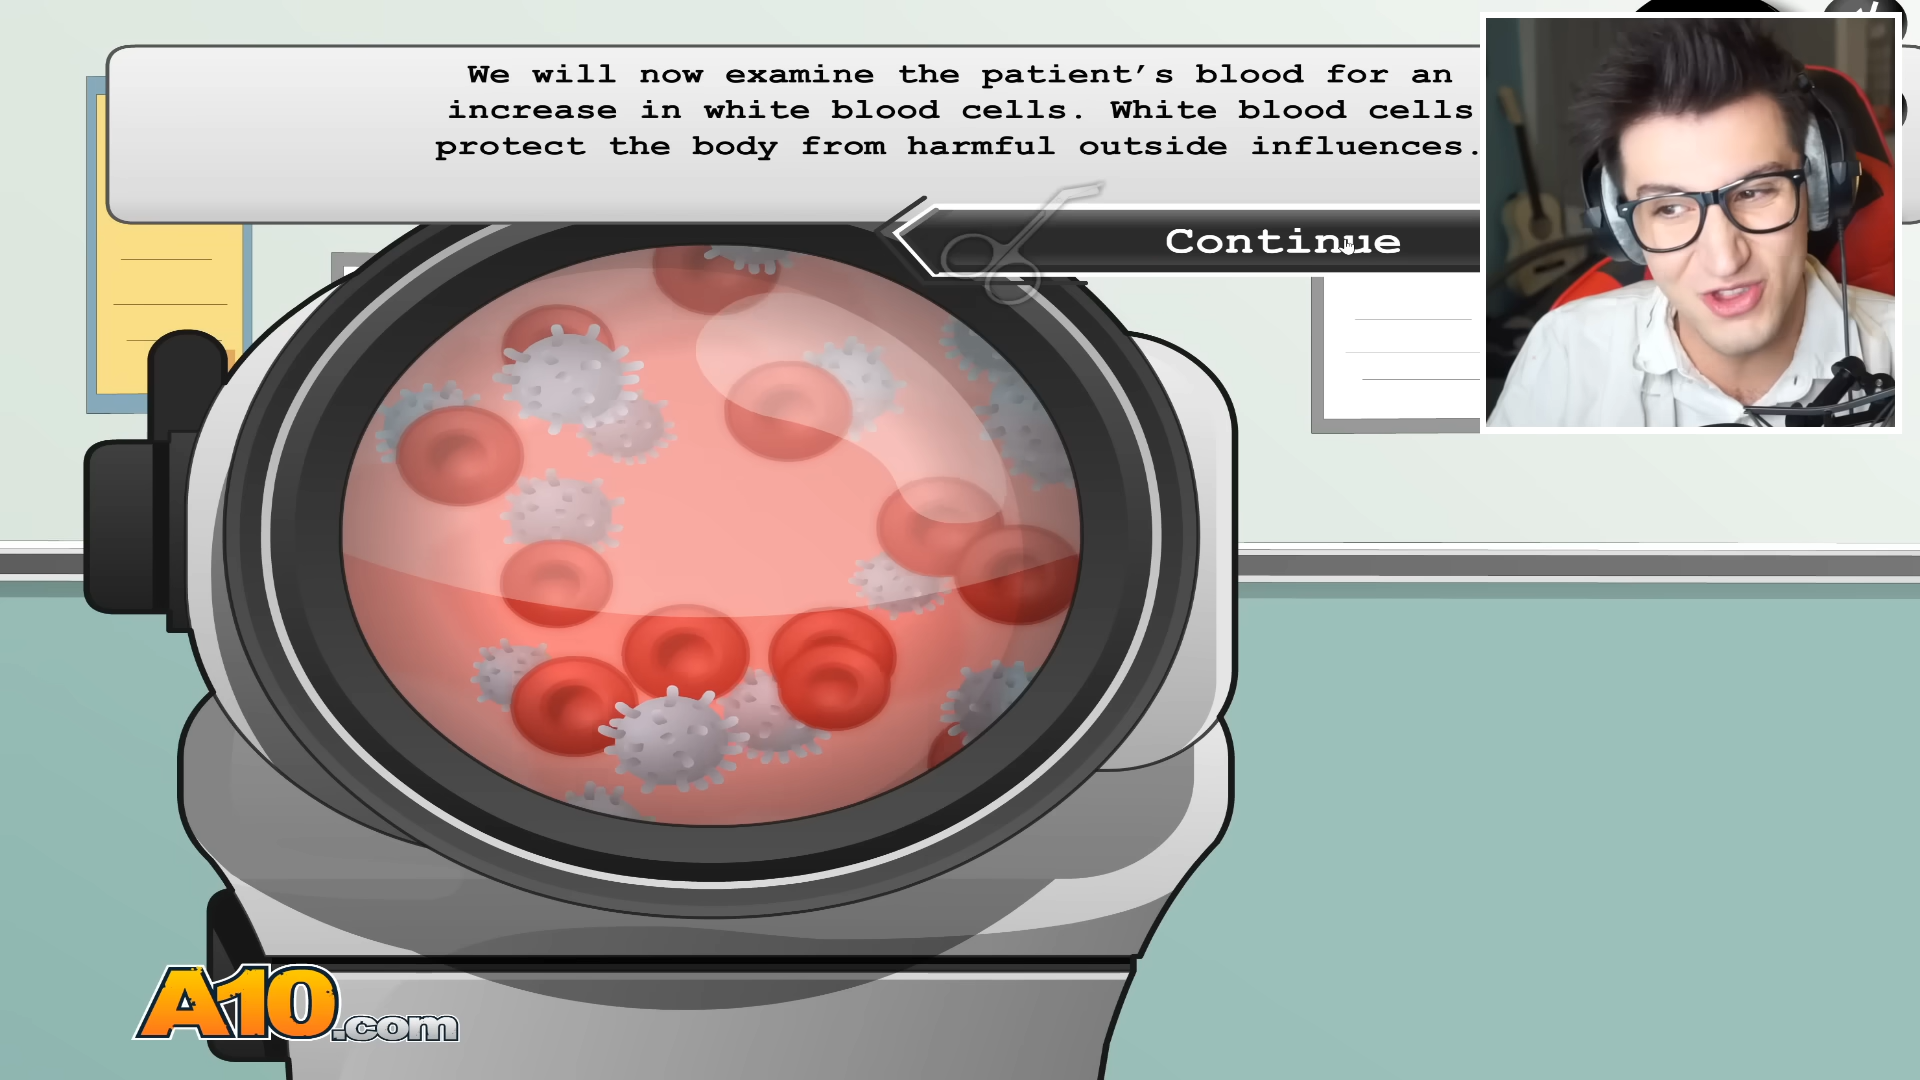 We will now examine the patient's blood for an
increase in white blood cells. White blood cells
protect the body from harmful outside influences.
Continue
A10.com